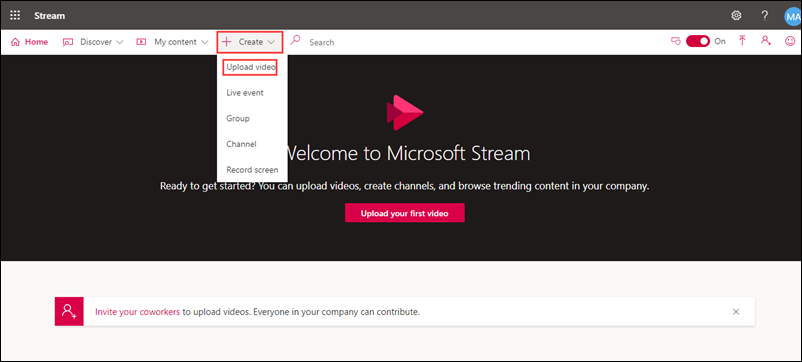 Stream
?
MA
Home
Discover
My content
Create
Search
On
Upload video
Live event
Group
Channel
Record screen
Welcome to Microsoft Stream
Ready to get started? You can upload videos, create channels, and browse trending content in your company.
Upload your first video
Invite your coworkers to upload videos. Everyone in your company can contribute.